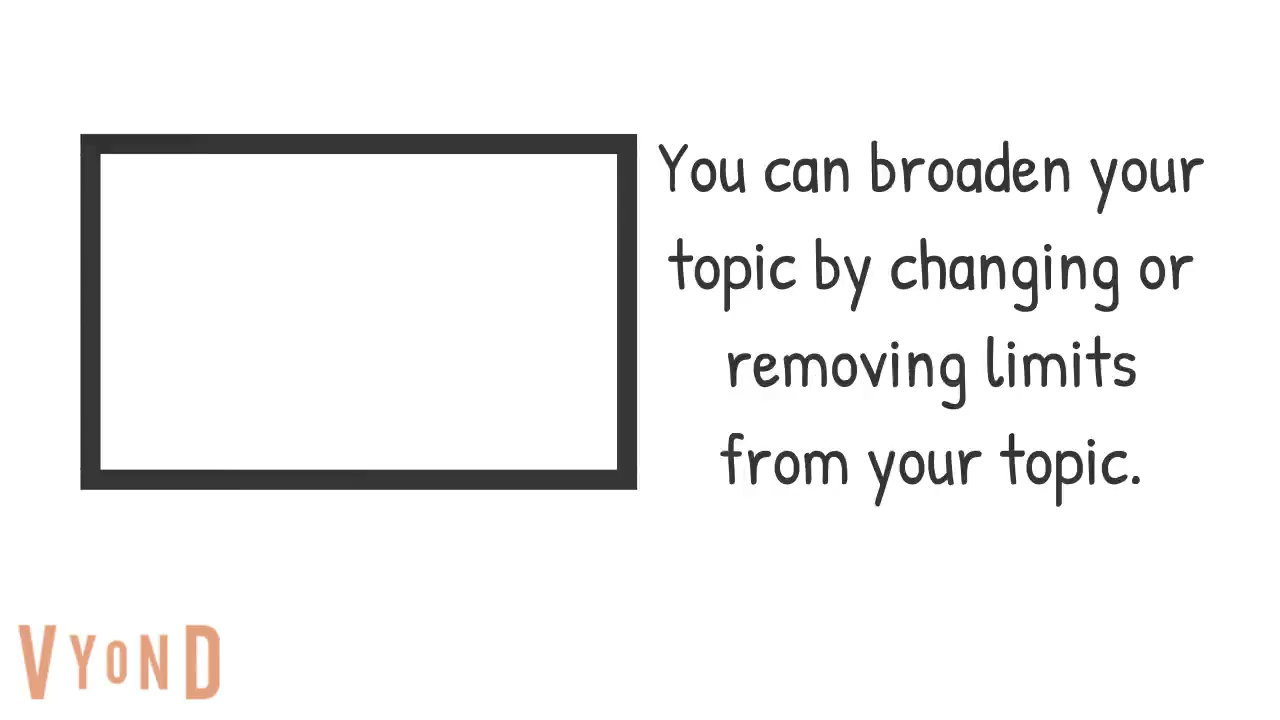 You can broaden your
topic by changing or
removing limits
from your topic.
VYOND